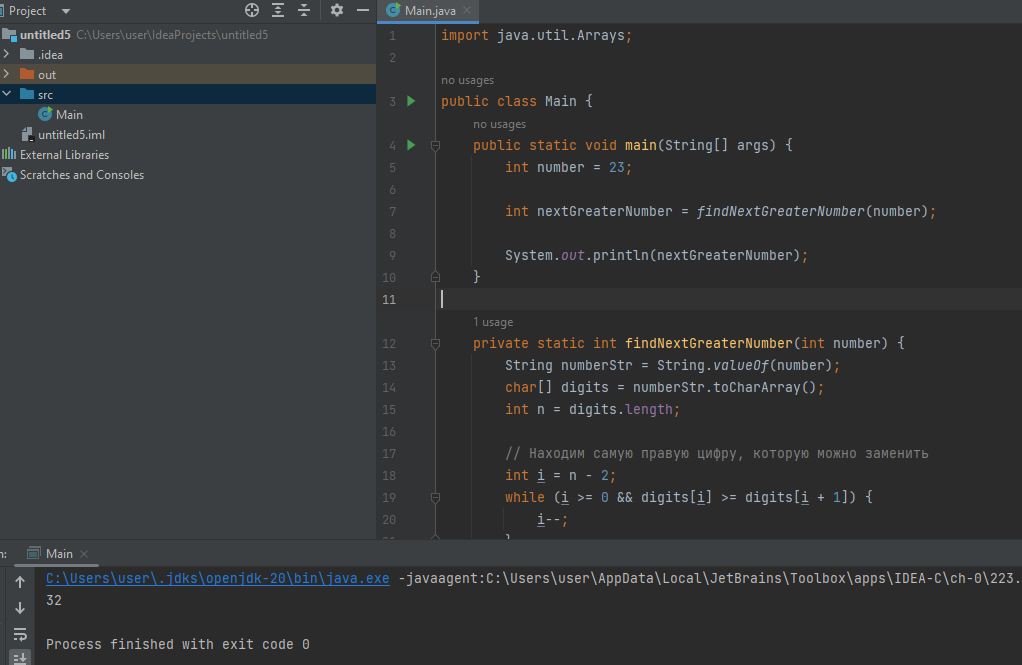 Project
Main.java
untitled5 C:\Users\user\IdeaProjects\untitled5
.idea
out
src
Main
untitled5.iml
External Libraries
Scratches and Consoles
1 import java.util.Arrays;
2
no usages
3 public class Main {
no usages
4 public static void main(String[] args) {
5 int number = 23;
6
7 int nextGreaterNumber = findNextGreaterNumber(number);
8
9 System.out.println(nextGreaterNumber);
10 }
11
1 usage
12 private static int findNextGreaterNumber(int number) {
13 String numberStr = String.valueOf(number);
14 char[] digits = numberStr.toCharArray();
15 int n = digits.length;
16
17 // Находим самую правую цифру, которую можно заменить
18 int i = n - 2;
19 while (i >= 0 && digits[i] >= digits[i + 1]) {
20 i--;
Main
C:\Users\user\.jdks\openjdk-20\bin\java.exe -javaagent:C:\Users\user\AppData\Local\JetBrains\Toolbox\apps\IDEA-C\ch-0\223.
32
Process finished with exit code 0